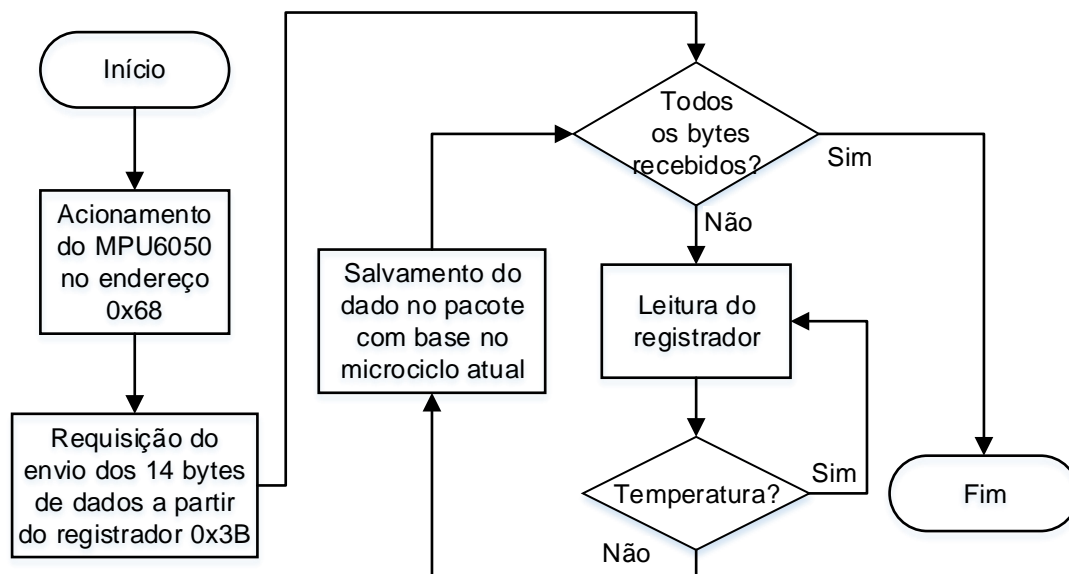 Início
Acionamento
do MPU6050
no endereço
0x68
Requisição do
envio dos 14 bytes
de dados a partir
do registrador 0x3B
Todos
os bytes
recebidos?
Sim
Não
Salvamento do
dado no pacote
com base no
microciclo atual
Leitura do
registrador
Temperatura?
Sim
Não
Fim